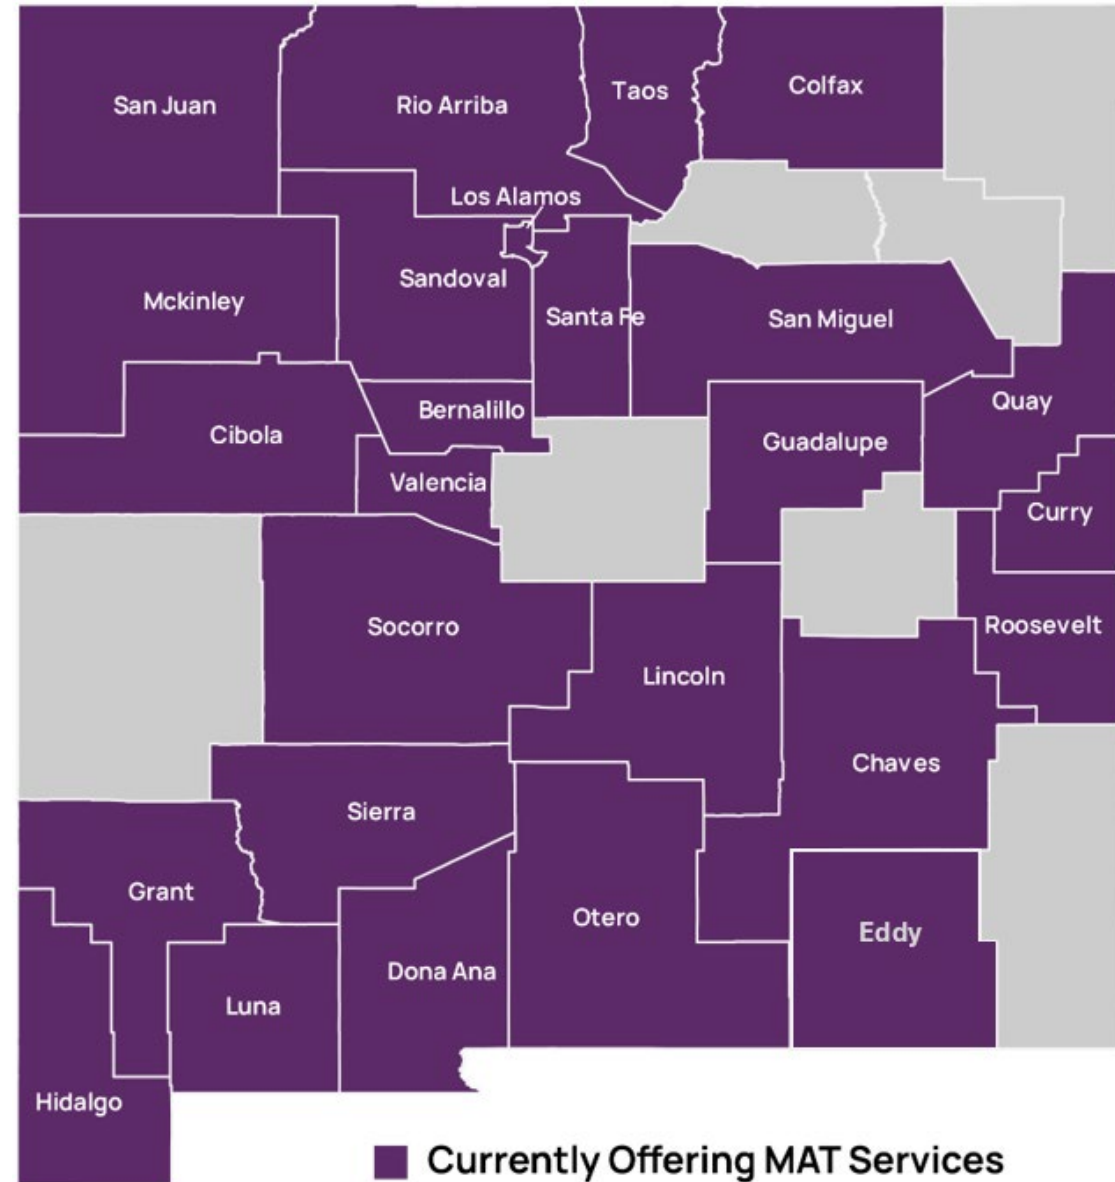 San Juan
Rio Arriba
Taos
Colfax
Los Alamos
Mckinley
Sandoval
Santa Fe
San Miguel
Cibola
Bernalillo
Guadalupe
Quay
Valencia
Curry
Socorro
Lincoln
Roosevelt
Chaves
Sierra
Grant
Otero
Eddy
Dona Ana
Luna
Hidalgo
Currently Offering MAT Services